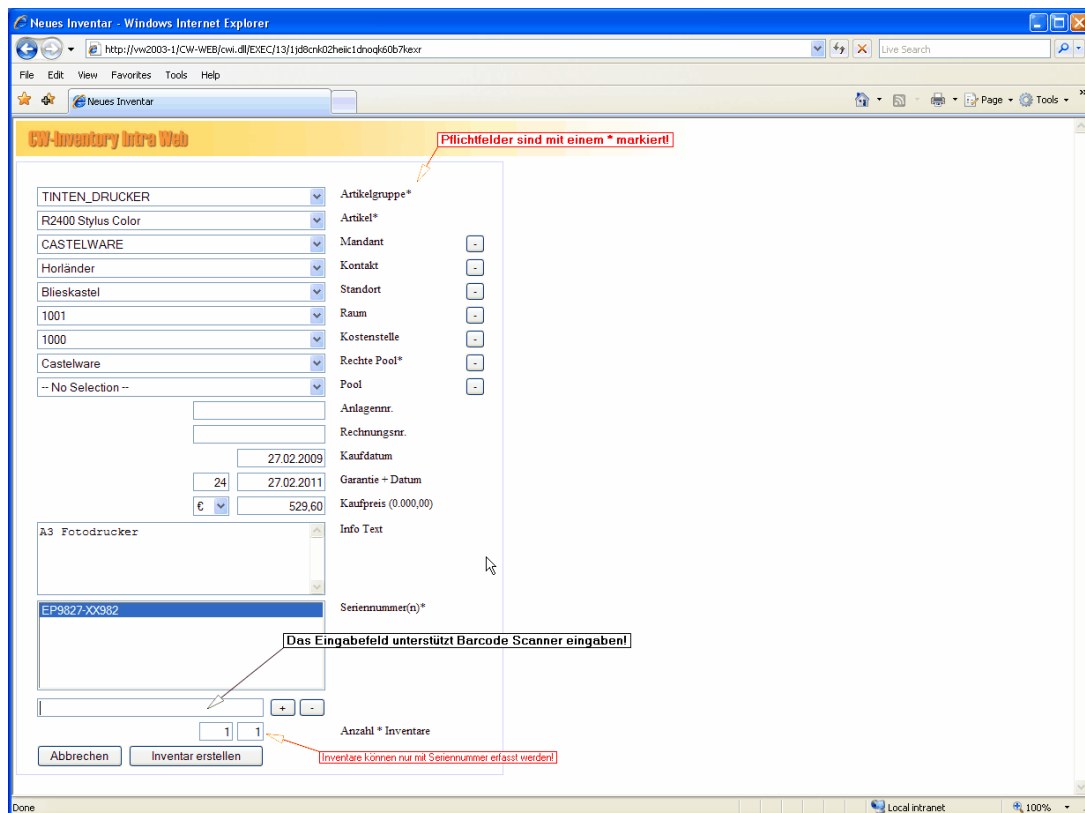 Neues Inventar - Windows Internet Explorer
http://vw2003-1/CW-WEB/cwi.dll/EXEC/13/1jd8cnk02heiic1dnoqk60b7kexr
Live Search
File Edit View Favorites Tools Help
Neues Inventar
Page Tools
CW-Inventory Intra Web
Pflichtfelder sind mit einem * markiert!
TINTEN_DRUCKER Artikelgruppe*
R2400 Stylus Color Artikel*
CASTELWARE Mandant -
Horländer Kontakt -
Blieskastel Standort -
1001 Raum -
1000 Kostenstelle -
Castelware Rechte Pool* -
-- No Selection -- Pool -
Anlagennr.
Rechnungsnr.
27.02.2009 Kaufdatum
24 27.02.2011 Garantie + Datum
€ 529,60 Kaufpreis (0.000,00)
A3 Fotodrucker Info Text
EP9827-XX982 Seriennummer(n)*
Das Eingabefeld unterstützt Barcode Scanner eingaben!
+ -
1 1 Anzahl * Inventare
Abbrechen Inventar erstellen
Inventare können nur mit Seriennummer erfasst werden!
Done Local intranet 100%